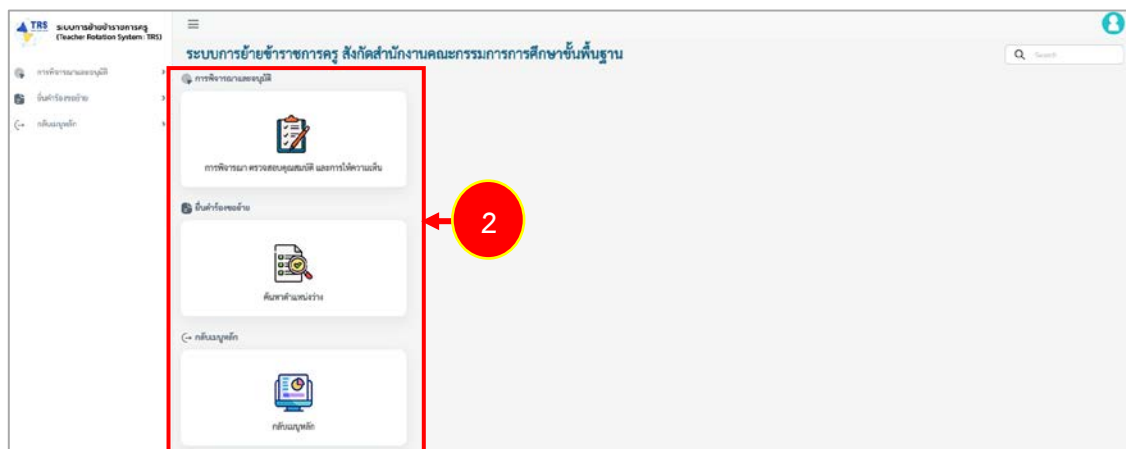 TRS ระบบการย้ายข้าราชการครู
(Teacher Rotation System: TRS)
การพิจารณาและอนุมัติ
ยื่นคำร้องขอย้าย
กลับเมนูหลัก
ระบบการย้ายข้าราชการครู สังกัดสำนักงานคณะกรรมการการศึกษาขั้นพื้นฐาน
Search
การพิจารณาและอนุมัติ
การพิจารณา ตรวจสอบคุณสมบัติ และการให้ความเห็น
ยื่นคำร้องขอย้าย
2
ค้นหาตำแหน่งว่าง
กลับเมนูหลัก
กลับเมนูหลัก